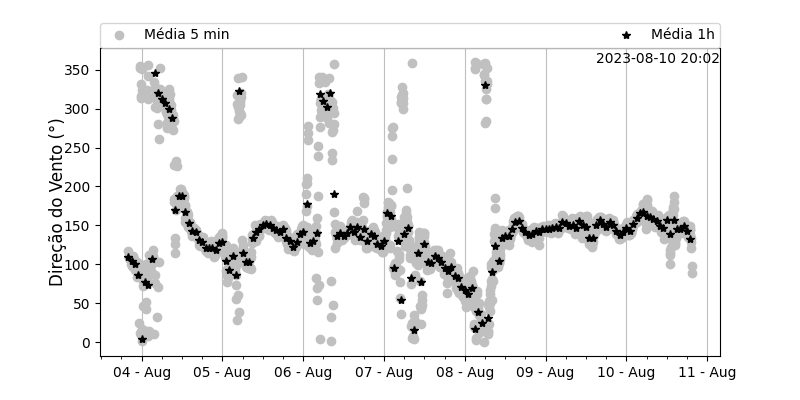 Média 5 min
Média 1h
2023-08-10 20:02
Direção do Vento (°)
350
300
250
200
150
100
50
0
04 - Aug
05 - Aug
06 - Aug
07 - Aug
08 - Aug
09 - Aug
10 - Aug
11 - Aug